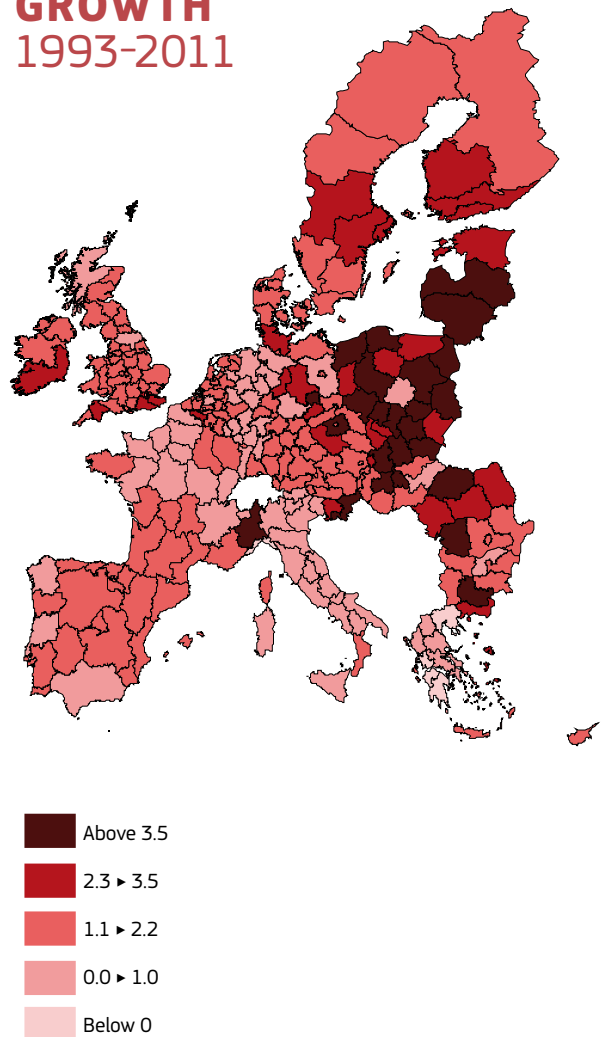 GROWTH
1993-2011
Above 3.5
2.3 ▸ 3.5
1.1 ▸ 2.2
0.0 ▸ 1.0
Below 0